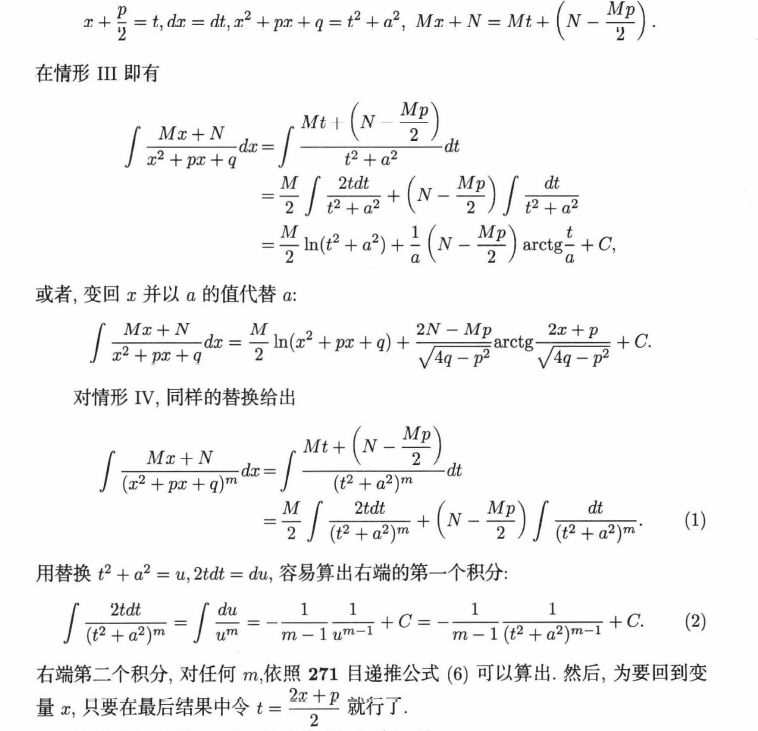 x + \frac{p}{2} = t, dx = dt, x^2 + px + q = t^2 + a^2, Mx + N = Mt + \left(N - \frac{Mp}{2}\right).
在情形 III 即有
\int \frac{Mx + N}{x^2 + px + q} dx = \int \frac{Mt + \left(N - \frac{Mp}{2}\right)}{t^2 + a^2} dt
= \frac{M}{2} \int \frac{2tdt}{t^2 + a^2} + \left(N - \frac{Mp}{2}\right) \int \frac{dt}{t^2 + a^2}
= \frac{M}{2} \ln(t^2 + a^2) + \frac{1}{a} \left(N - \frac{Mp}{2}\right) arctg \frac{t}{a} + C,
或者, 变回 x 并以 a 的值代替 a:
\int \frac{Mx + N}{x^2 + px + q} dx = \frac{M}{2} \ln(x^2 + px + q) + \frac{2N - Mp}{\sqrt{4q - p^2}} arctg \frac{2x + p}{\sqrt{4q - p^2}} + C.
对情形 IV, 同样的替换给出
\int \frac{Mx + N}{(x^2 + px + q)^m} dx = \int \frac{Mt + \left(N - \frac{Mp}{2}\right)}{(t^2 + a^2)^m} dt
= \frac{M}{2} \int \frac{2tdt}{(t^2 + a^2)^m} + \left(N - \frac{Mp}{2}\right) \int \frac{dt}{(t^2 + a^2)^m}. (1)
用替换 t^2 + a^2 = u, 2tdt = du, 容易算出右端的第一个积分:
\int \frac{2tdt}{(t^2 + a^2)^m} = \int \frac{du}{u^m} = -\frac{1}{m - 1} \frac{1}{u^{m-1}} + C = -\frac{1}{m - 1} \frac{1}{(t^2 + a^2)^{m-1}} + C. (2)
右端第二个积分, 对任何 m,依照 271 目递推公式 (6) 可以算出. 然后, 为要回到变
量 x, 只要在最后结果中令 t = \frac{2x + p}{2} 就行了.